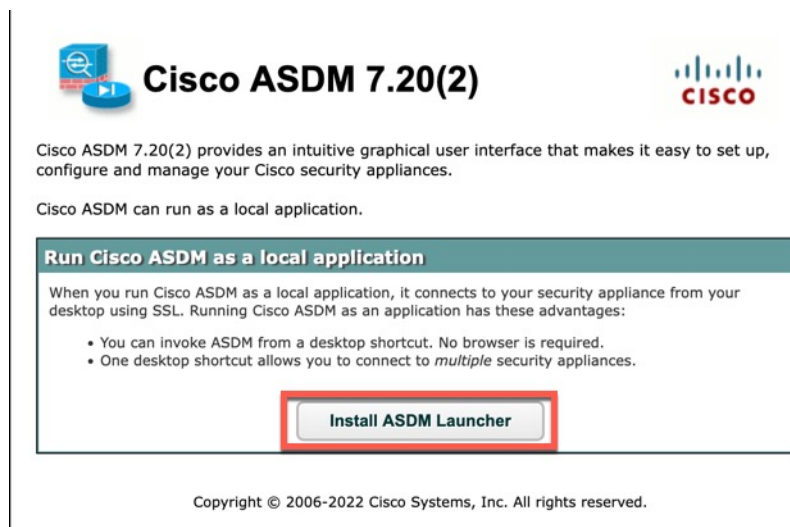 Cisco ASDM 7.20(2)
CISCO
Cisco ASDM 7.20(2) provides an intuitive graphical user interface that makes it easy to set up,
configure and manage your Cisco security appliances.
Cisco ASDM can run as a local application.
Run Cisco ASDM as a local application
When you run Cisco ASDM as a local application, it connects to your security appliance from your
desktop using SSL. Running Cisco ASDM as an application has these advantages:
• You can invoke ASDM from a desktop shortcut. No browser is required.
• One desktop shortcut allows you to connect to multiple security appliances.
Install ASDM Launcher
Copyright © 2006-2022 Cisco Systems, Inc. All rights reserved.